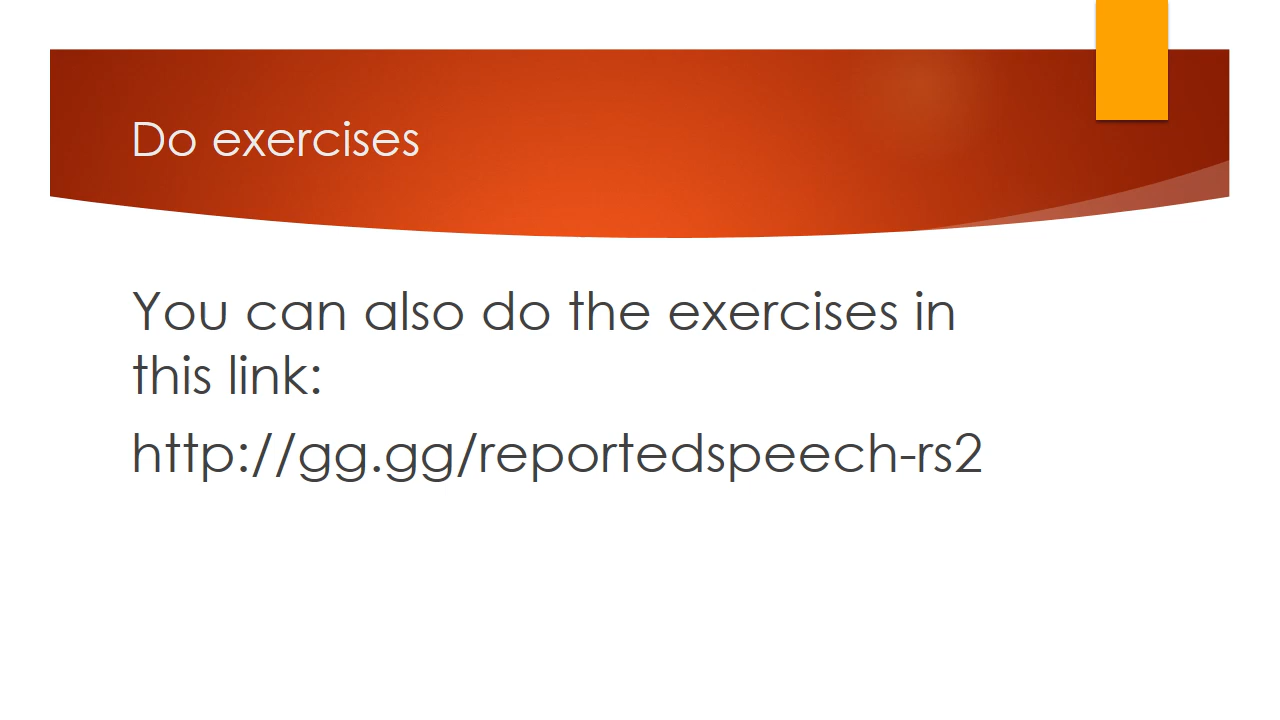 Do exercises
You can also do the exercises in
this link:
http://gg.gg/reportedspeech-rs2